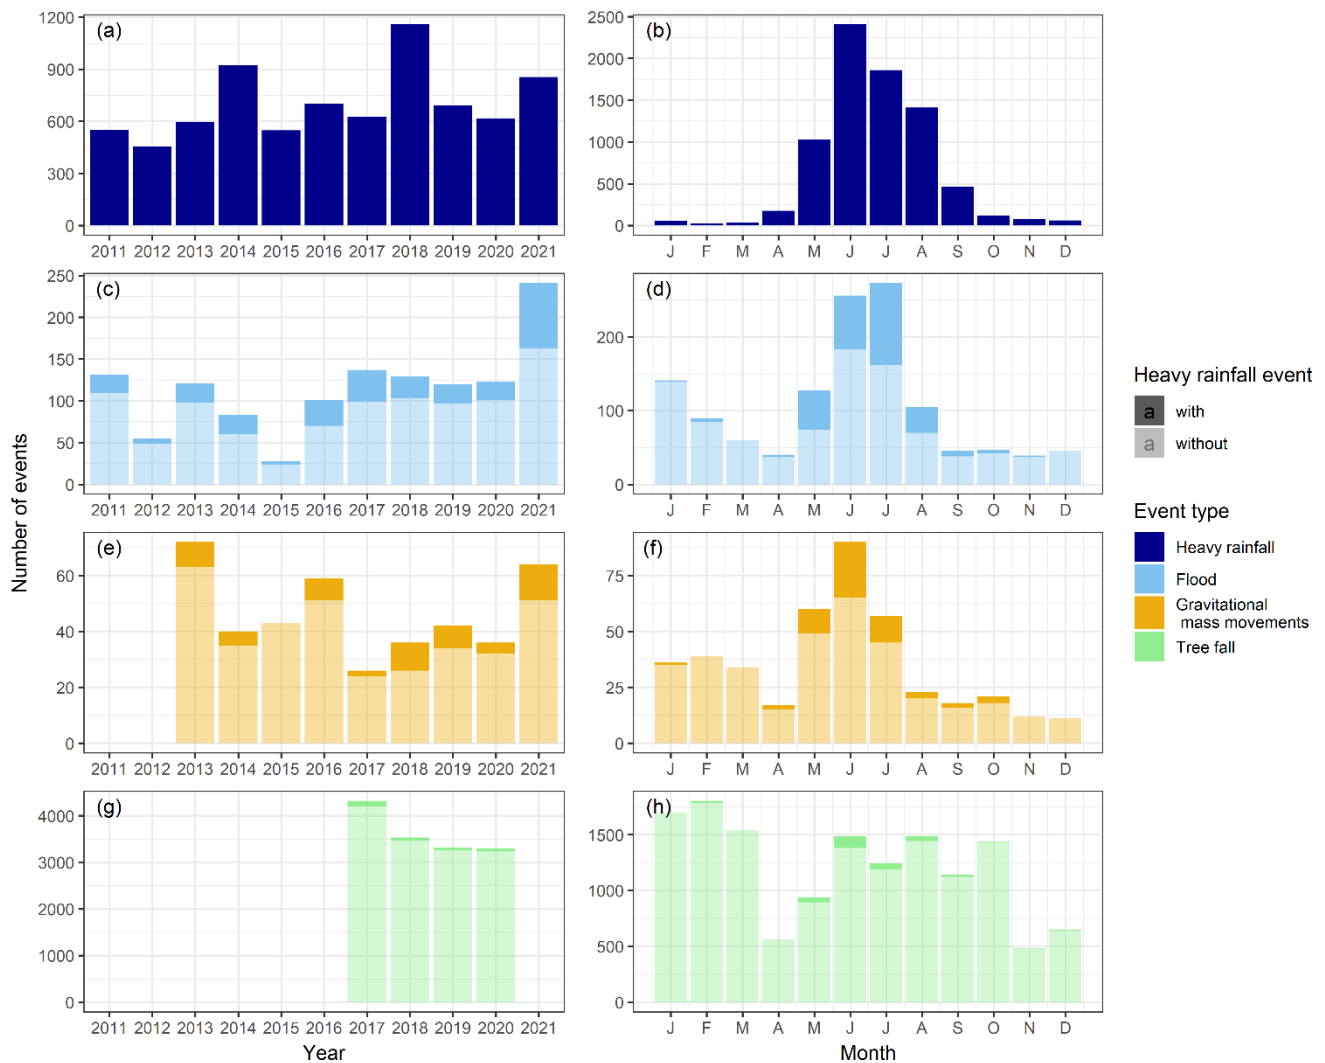 (a)
1200
900
600
300
0
2011 2012 2013 2014 2015 2016 2017 2018 2019 2020 2021
(b)
2500
2000
1500
1000
500
0
J F M A M J J A S O N D
(c)
250
200
150
100
50
0
2011 2012 2013 2014 2015 2016 2017 2018 2019 2020 2021
(d)
200
100
0
J F M A M J J A S O N D
(e)
60
40
20
0
2011 2012 2013 2014 2015 2016 2017 2018 2019 2020 2021
(f)
75
50
25
0
J F M A M J J A S O N D
(g)
4000
3000
4000
1000
0
2011 2012 2013 2014 2015 2016 2017 2018 2019 2020 2021
(h)
1500
1000
500
0
J F M A M J J A S O N D
Number of events
Year
Month
Heavy rainfall event
a with
a without
Event type
Heavy rainfall
Flood
Gravitational
mass movements
Tree fall